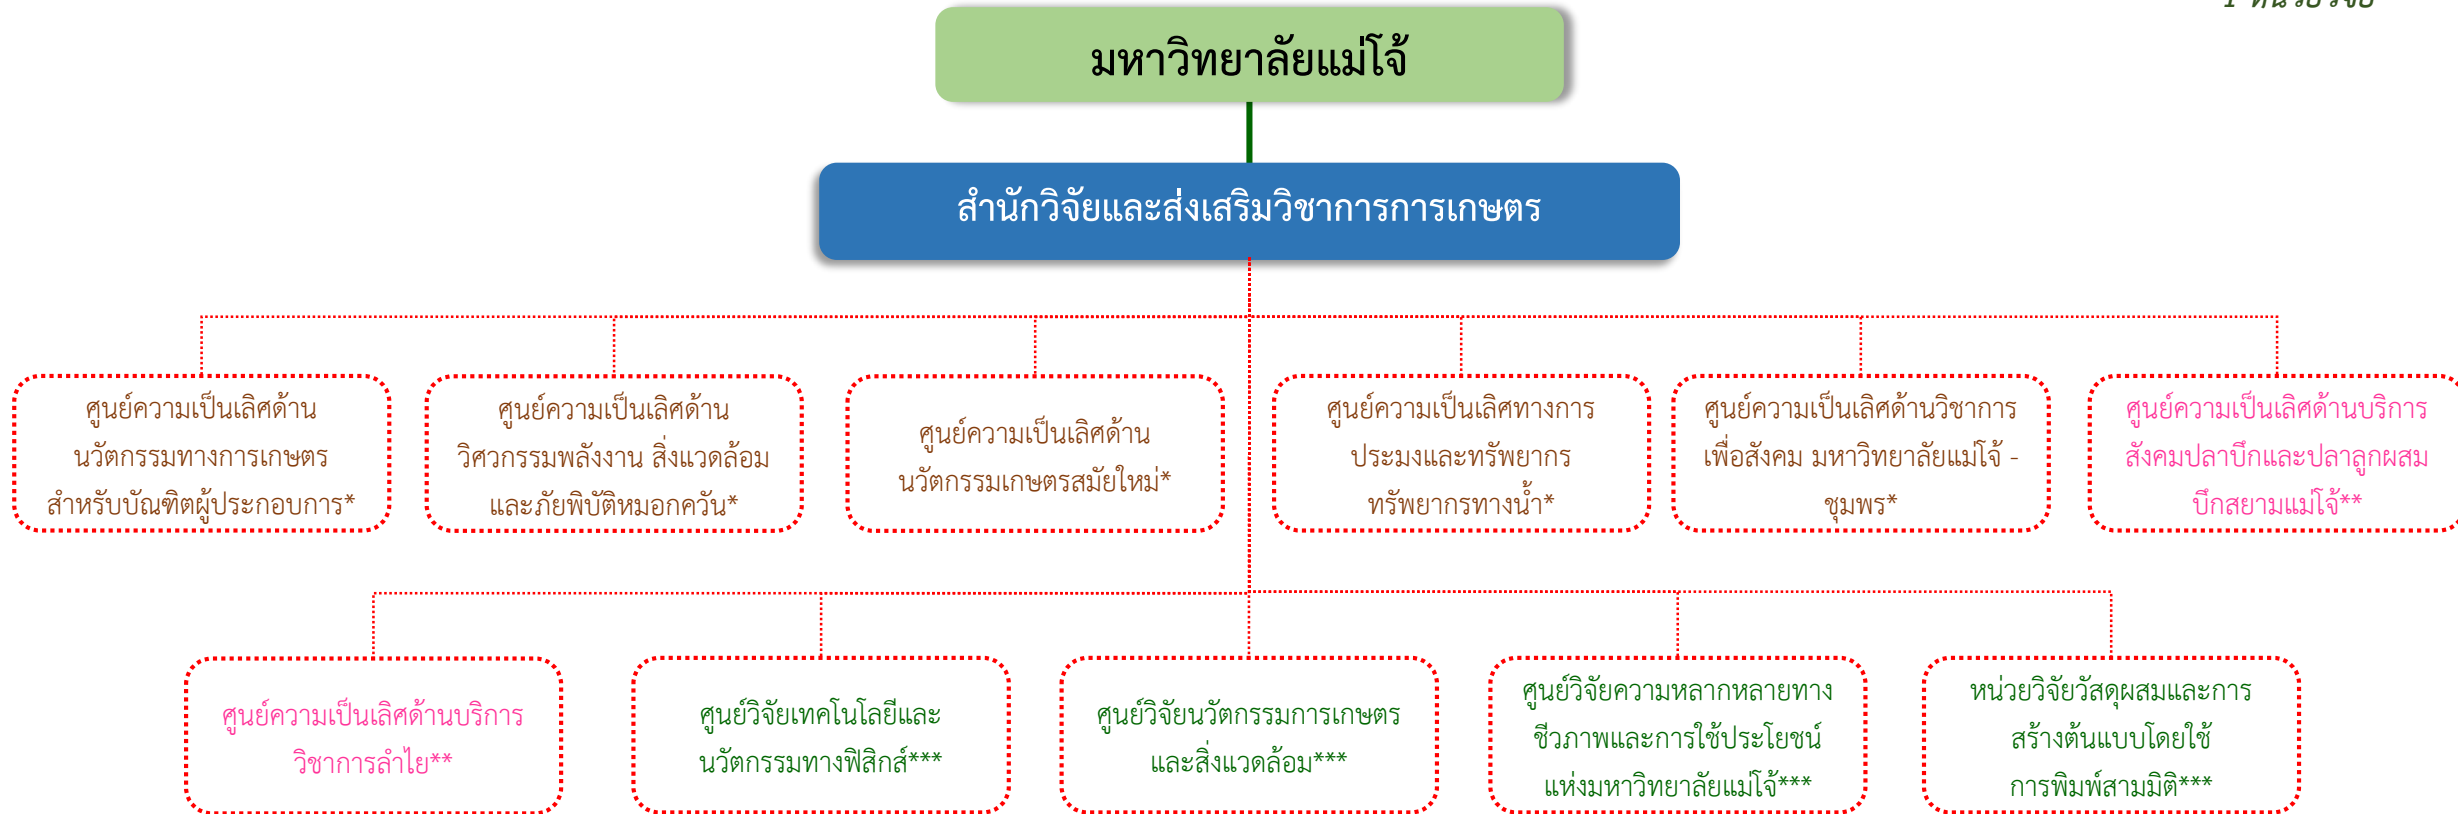 1 หน่วยวิจัย
มหาวิทยาลัยแม่โจ้
สำนักวิจัยและส่งเสริมวิชาการการเกษตร
ศูนย์ความเป็นเลิศด้าน
นวัตกรรมทางการเกษตร
สำหรับบัณฑิตผู้ประกอบการ*
ศูนย์ความเป็นเลิศด้าน
วิศวกรรมพลังงาน สิ่งแวดล้อม
และภัยพิบัติหมอกควัน*
ศูนย์ความเป็นเลิศด้าน
นวัตกรรมเกษตรสมัยใหม่*
ศูนย์ความเป็นเลิศทางการ
ประมงและทรัพยากร
ทรัพยากรทางน้ำ*
ศูนย์ความเป็นเลิศด้านวิชาการ
เพื่อสังคม มหาวิทยาลัยแม่โจ้ -
ชุมพร*
ศูนย์ความเป็นเลิศด้านบริการ
สังคมปลาบึกและปลาลูกผสม
บึกสยามแม่โจ้**
ศูนย์ความเป็นเลิศด้านบริการ
วิชาการลำไย**
ศูนย์วิจัยเทคโนโลยีและ
นวัตกรรมทางฟิสิกส์***
ศูนย์วิจัยนวัตกรรมการเกษตร
และสิ่งแวดล้อม***
ศูนย์วิจัยความหลากหลายทาง
ชีวภาพและการใช้ประโยชน์
แห่งมหาวิทยาลัยแม่โจ้***
หน่วยวิจัยวัสดุผสมและการ
สร้างต้นแบบโดยใช้
การพิมพ์สามมิติ***